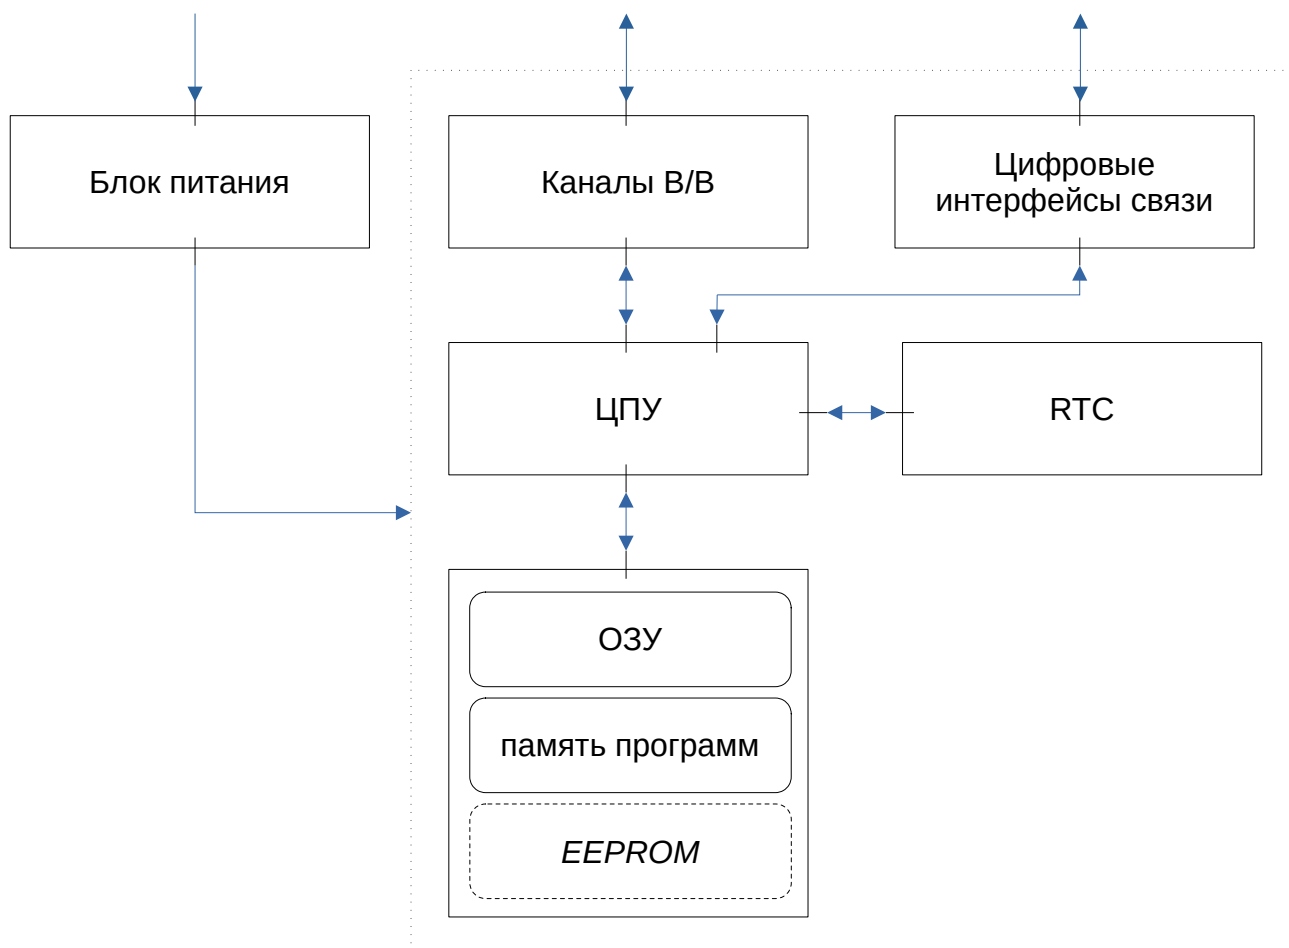 Блок питания
Каналы В/В
Цифровые
интерфейсы связи
ЦПУ
RTC
ОЗУ
память программ
EEPROM